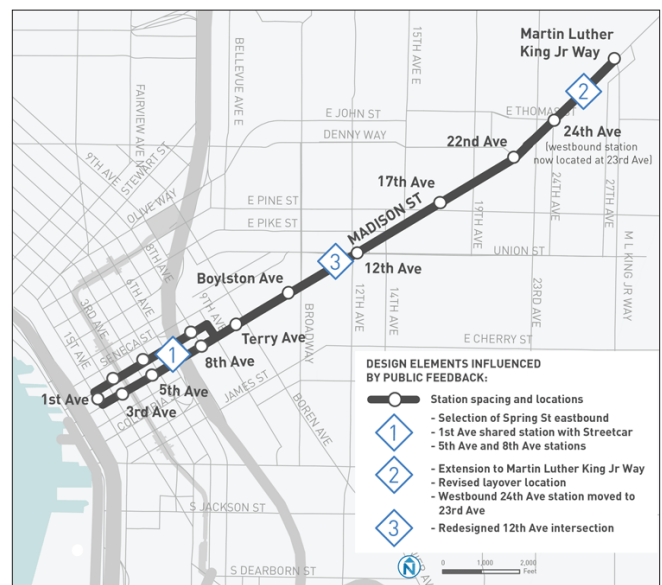 Martin Luther
King Jr Way
2
15TH AVE E
BELLEVUE AVE E
FAIRVIEW AVE N
E JOHN ST
E THOMAS ST
DENNY WAY
22nd Ave
24th Ave
(westbound station
now located at 23rd Ave)
9TH AVE
STEWART ST
17th Ave
24TH AVE
27TH AVE
OLIVE WAY
E PINE ST
MADISON ST
19TH AVE
E PIKE ST
3
12th Ave
UNION ST
M L KING JR WAY
8TH AVE
6TH AVE
Boylston Ave
9TH AVE
BROADWAY
12TH AVE
14TH AVE
23RD AVE
3RD AVE
1ST AVE
SENECA ST
1
Terry Ave
E CHERRY ST
8th Ave
5th Ave
1st Ave
3rd Ave
COLUMBIA
JAMES ST
BOREN AVE
DESIGN ELEMENTS INFLUENCED
BY PUBLIC FEEDBACK:
Station spacing and locations
1
- Selection of Spring St eastbound
- 1st Ave shared station with Streetcar
- 5th Ave and 8th Ave stations
2
- Extension to Martin Luther King Jr Way
- Revised layover location
- Westbound 24th Ave station moved to
23rd Ave
3
- Redesigned 12th Ave intersection
S JACKSON ST
S DEARBORN ST
N
0 1,000 2,000
Feet